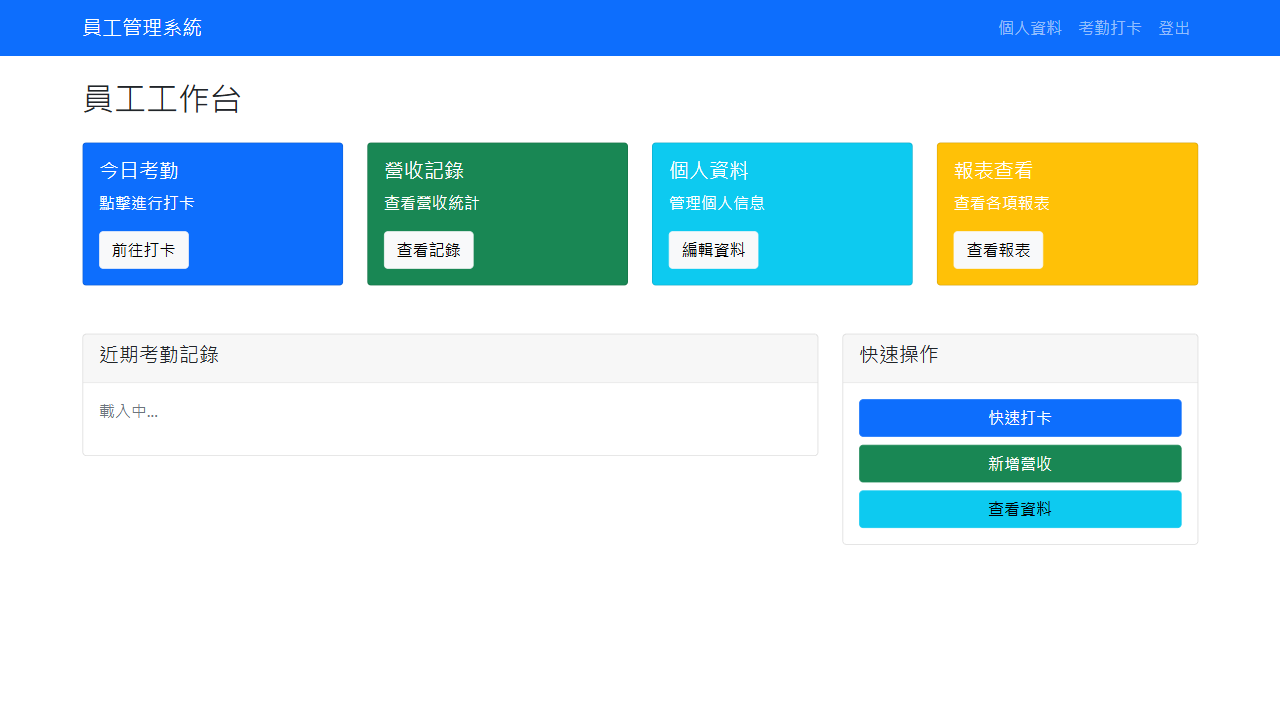 員工管理系統
個人資料 考勤打卡 登出
員工工作台
今日考勤
點擊進行打卡
前往打卡
營收記錄
查看營收統計
查看記錄
個人資料
管理個人信息
編輯資料
報表查看
查看各項報表
查看報表
近期考勤記錄
載入中...
快速操作
快速打卡
新增營收
查看資料